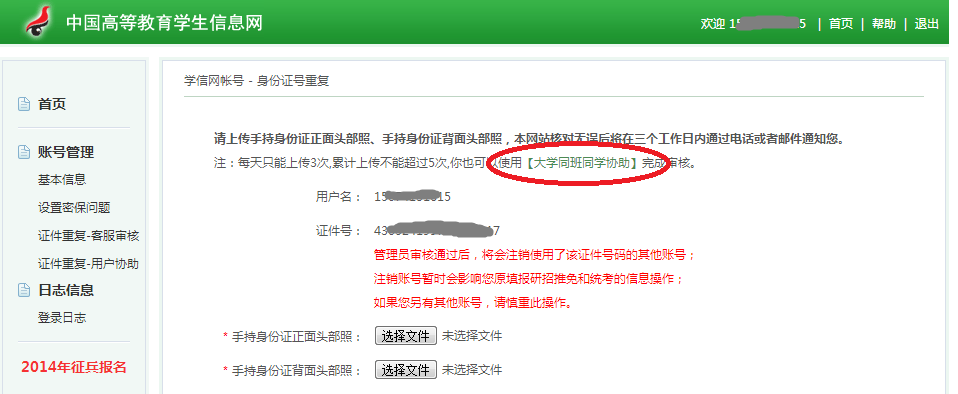 中国高等教育学生信息网
欢迎 15 5 | 首页 | 帮助 | 退出
首页
账号管理
基本信息
设置密保问题
证件重复-客服审核
证件重复-用户协助
日志信息
登录日志
2014年征兵报名
学信网帐号 - 身份证号重复
请上传手持身份证正面头部照、手持身份证背面头部照，本网站核对无误后将在三个工作日内通过电话或者邮件通知您。
注：每天只能上传3次,累计上传不能超过5次,你也可以使用【大学同班同学协助】完成审核。
用户名： 15 15
证件号： 43 17
管理员审核通过后，将会注销使用了该证件号码的其他账号；
注销账号暂时会影响您原填报研招推免和统考的信息操作；
如果您另有其他账号，请慎重此操作。
* 手持身份证正面头部照： 选择文件 未选择文件
* 手持身份证背面头部照： 选择文件 未选择文件